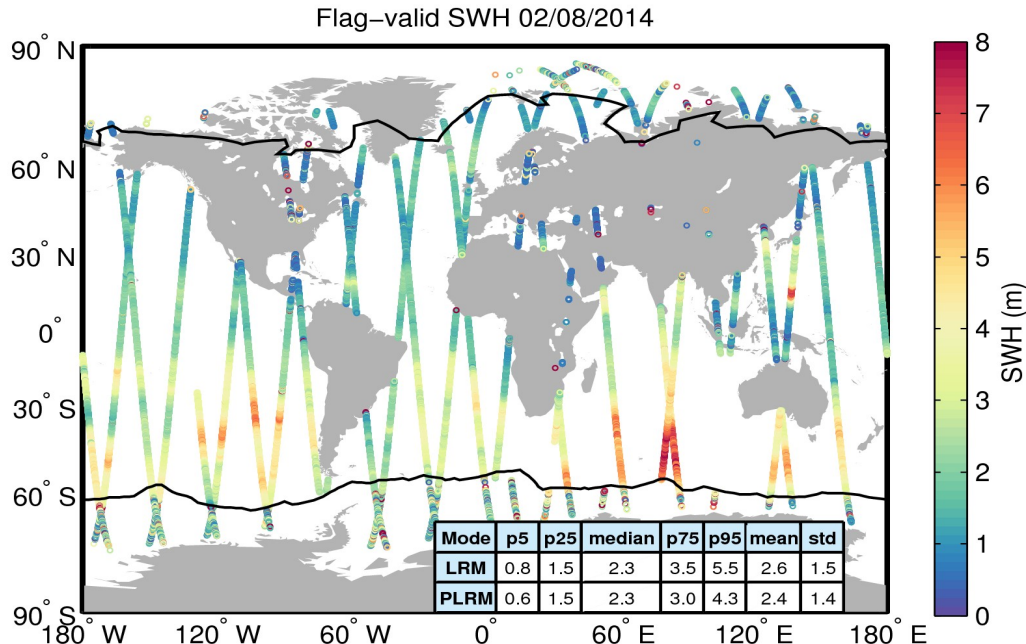 Flag−valid SWH 02/08/2014
90° N
60° N
30° N
0°
30° S
60° S
90° S
180° W
120° W
60° W
0°
60° E
120° E
180° E
Mode p5 p25 median p75 p95 mean std
LRM 0.8 1.5 2.3 3.5 5.5 2.6 1.5
PLRM 0.6 1.5 2.3 3.0 4.3 2.4 1.4
8
7
6
5
4
3
2
1
0
SWH (m)